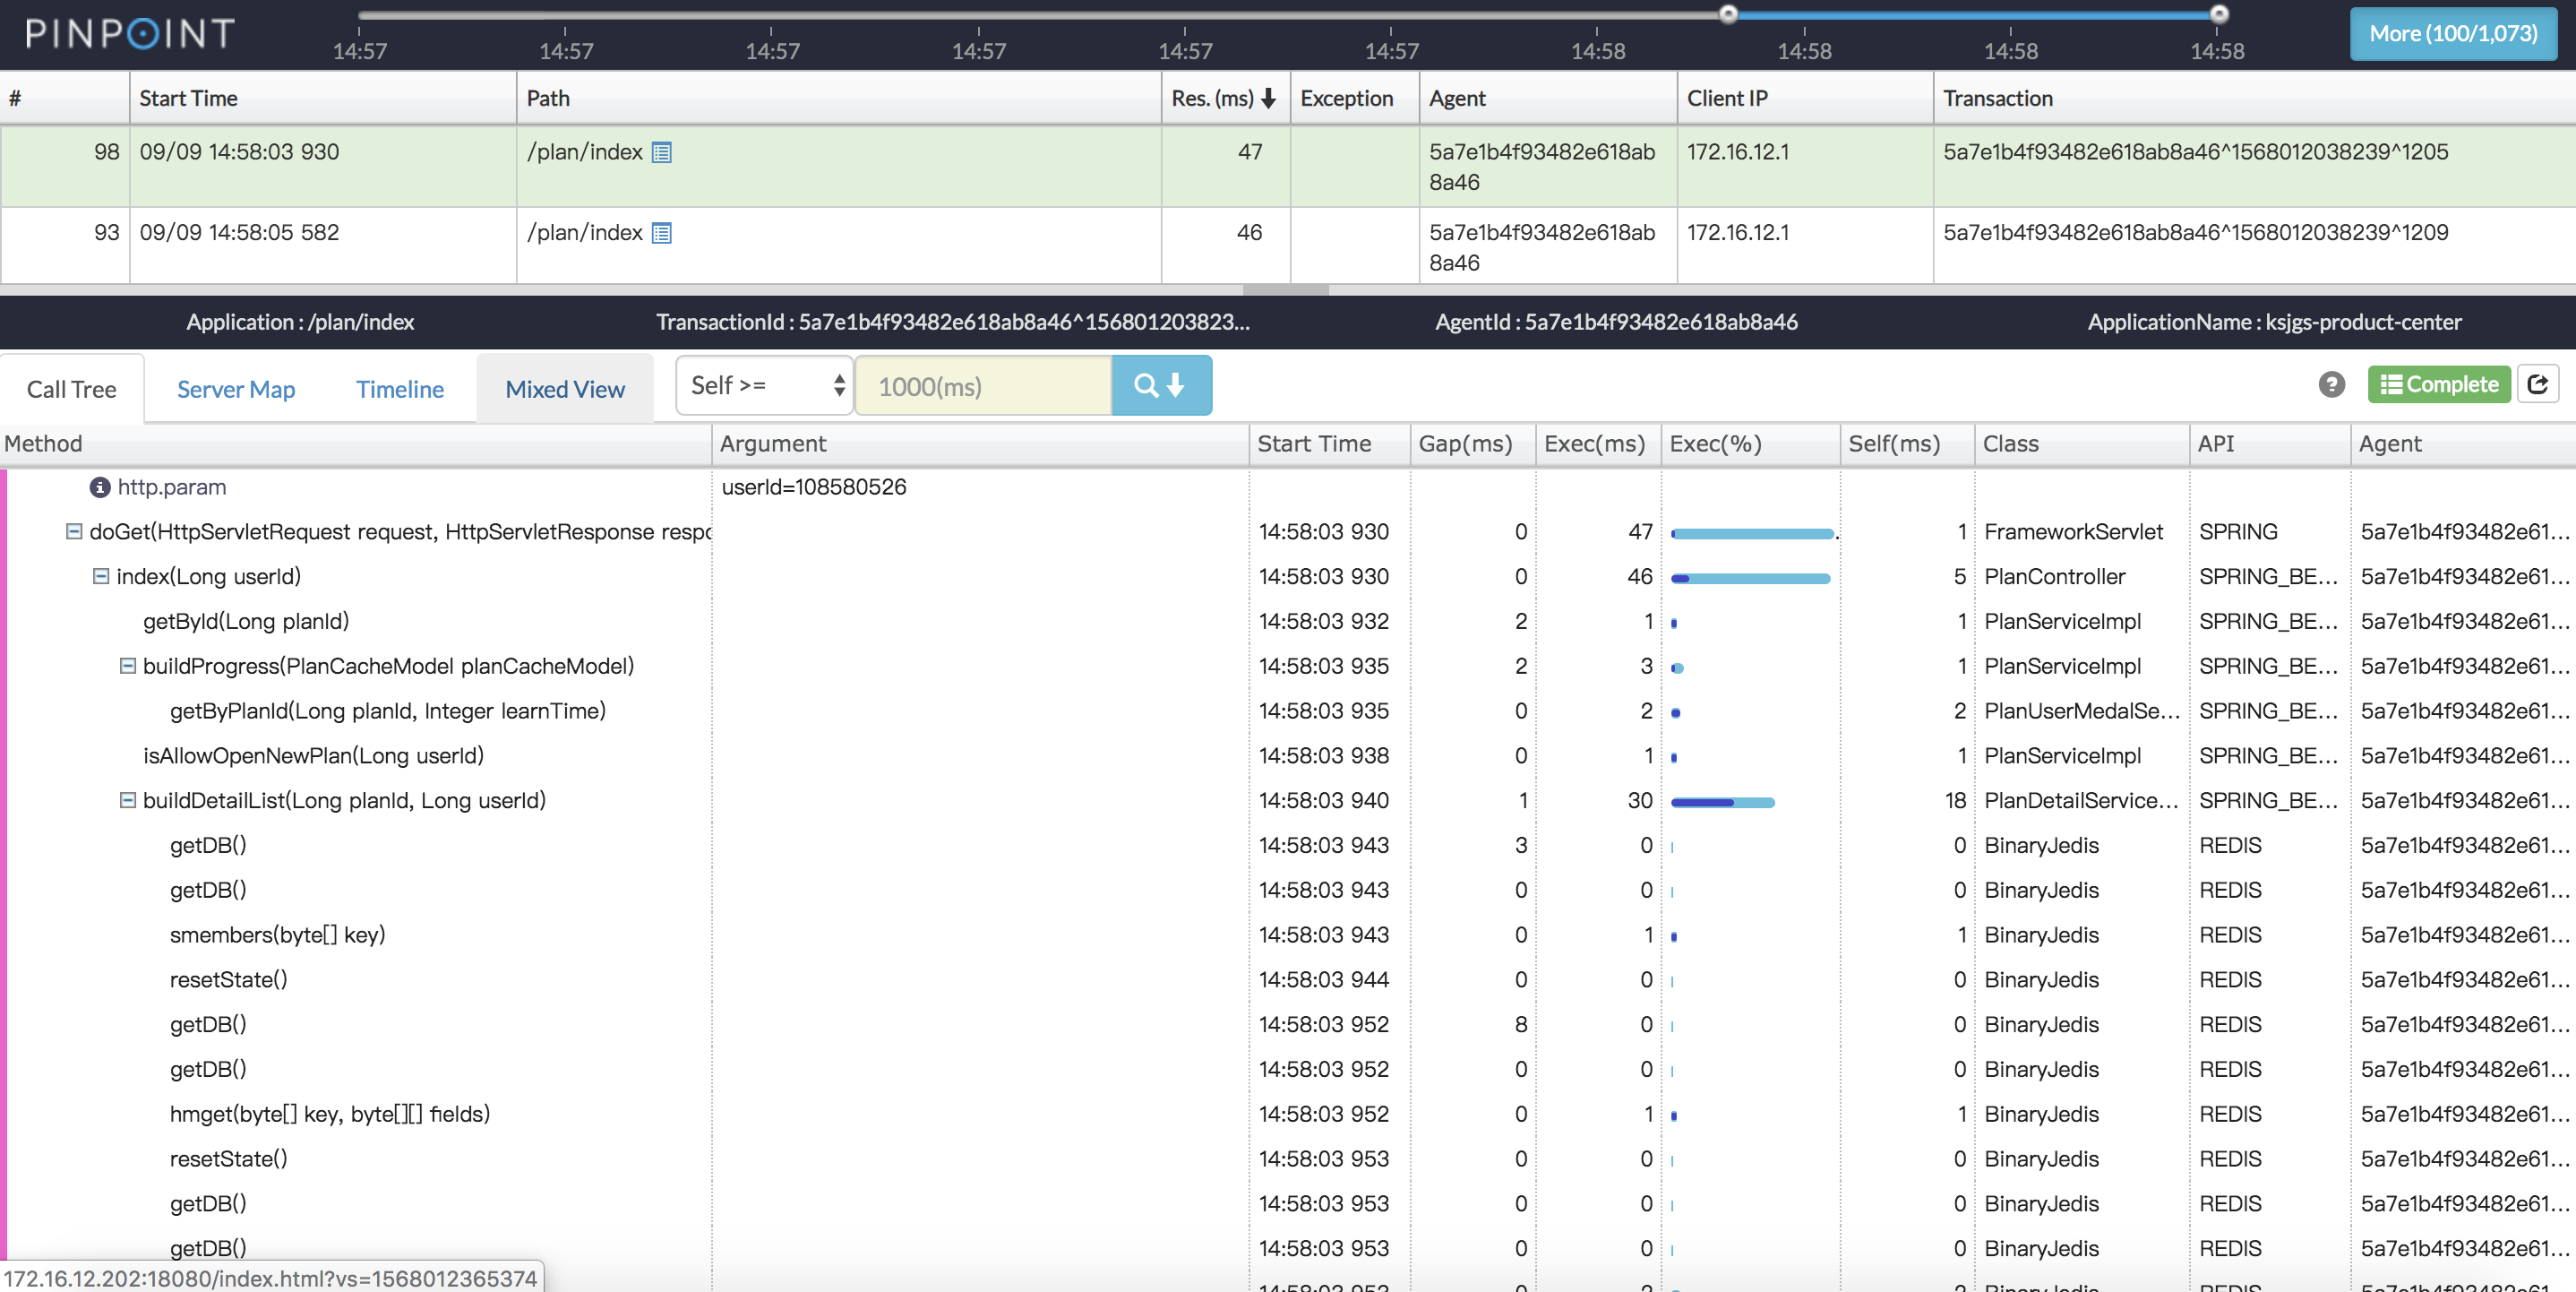 PINPOINT
14:57 14:57 14:57 14:57 14:57 14:57 14:58 14:58 14:58 14:58
More (100/1,073)
# Start Time Path Res. (ms) Exception Agent Client IP Transaction
98 09/09 14:58:03 930 /plan/index 47 5a7e1b4f93482e618ab 172.16.12.1 5a7e1b4f93482e618ab8a46^1568012038239^1205
8a46
93 09/09 14:58:05 582 /plan/index 46 5a7e1b4f93482e618ab 172.16.12.1 5a7e1b4f93482e618ab8a46^1568012038239^1209
8a46
Application : /plan/index TransactionId : 5a7e1b4f93482e618ab8a46^156801203823... AgentId : 5a7e1b4f93482e618ab8a46 ApplicationName : ksjgs-product-center
Call Tree Server Map Timeline Mixed View Self >= 1000(ms) ? Complete
Method Argument Start Time Gap(ms) Exec(ms) Exec(%) Self(ms) Class API Agent
http.param userId=108580526
doGet(HttpServletRequest request, HttpServletResponse respo 14:58:03 930 0 47 1 FrameworkServlet SPRING 5a7e1b4f93482e61...
index(Long userId) 14:58:03 930 0 46 5 PlanController SPRING_BE... 5a7e1b4f93482e61...
getById(Long planId) 14:58:03 932 2 1 1 PlanServiceImpl SPRING_BE... 5a7e1b4f93482e61...
buildProgress(PlanCacheModel planCacheModel) 14:58:03 935 2 3 1 PlanServiceImpl SPRING_BE... 5a7e1b4f93482e61...
getByPlanId(Long planId, Integer learnTime) 14:58:03 935 0 2 2 PlanUserMedalSe... SPRING_BE... 5a7e1b4f93482e61...
isAllowOpenNewPlan(Long userId) 14:58:03 938 0 1 1 PlanServiceImpl SPRING_BE... 5a7e1b4f93482e61...
buildDetailList(Long planId, Long userId) 14:58:03 940 1 30 18 PlanDetailService... SPRING_BE... 5a7e1b4f93482e61...
getDB() 14:58:03 943 3 0 0 BinaryJedis REDIS 5a7e1b4f93482e61...
getDB() 14:58:03 943 0 0 0 BinaryJedis REDIS 5a7e1b4f93482e61...
smembers(byte[] key) 14:58:03 943 0 1 1 BinaryJedis REDIS 5a7e1b4f93482e61...
resetState() 14:58:03 944 0 0 0 BinaryJedis REDIS 5a7e1b4f93482e61...
getDB() 14:58:03 952 8 0 0 BinaryJedis REDIS 5a7e1b4f93482e61...
getDB() 14:58:03 952 0 0 0 BinaryJedis REDIS 5a7e1b4f93482e61...
hmget(byte[] key, byte[][] fields) 14:58:03 952 0 1 1 BinaryJedis REDIS 5a7e1b4f93482e61...
resetState() 14:58:03 953 0 0 0 BinaryJedis REDIS 5a7e1b4f93482e61...
getDB() 14:58:03 953 0 0 0 BinaryJedis REDIS 5a7e1b4f93482e61...
getDB() 14:58:03 953 0 0 0 BinaryJedis REDIS 5a7e1b4f93482e61...
172.16.12.202:18080/index.html?vs=1568012365374